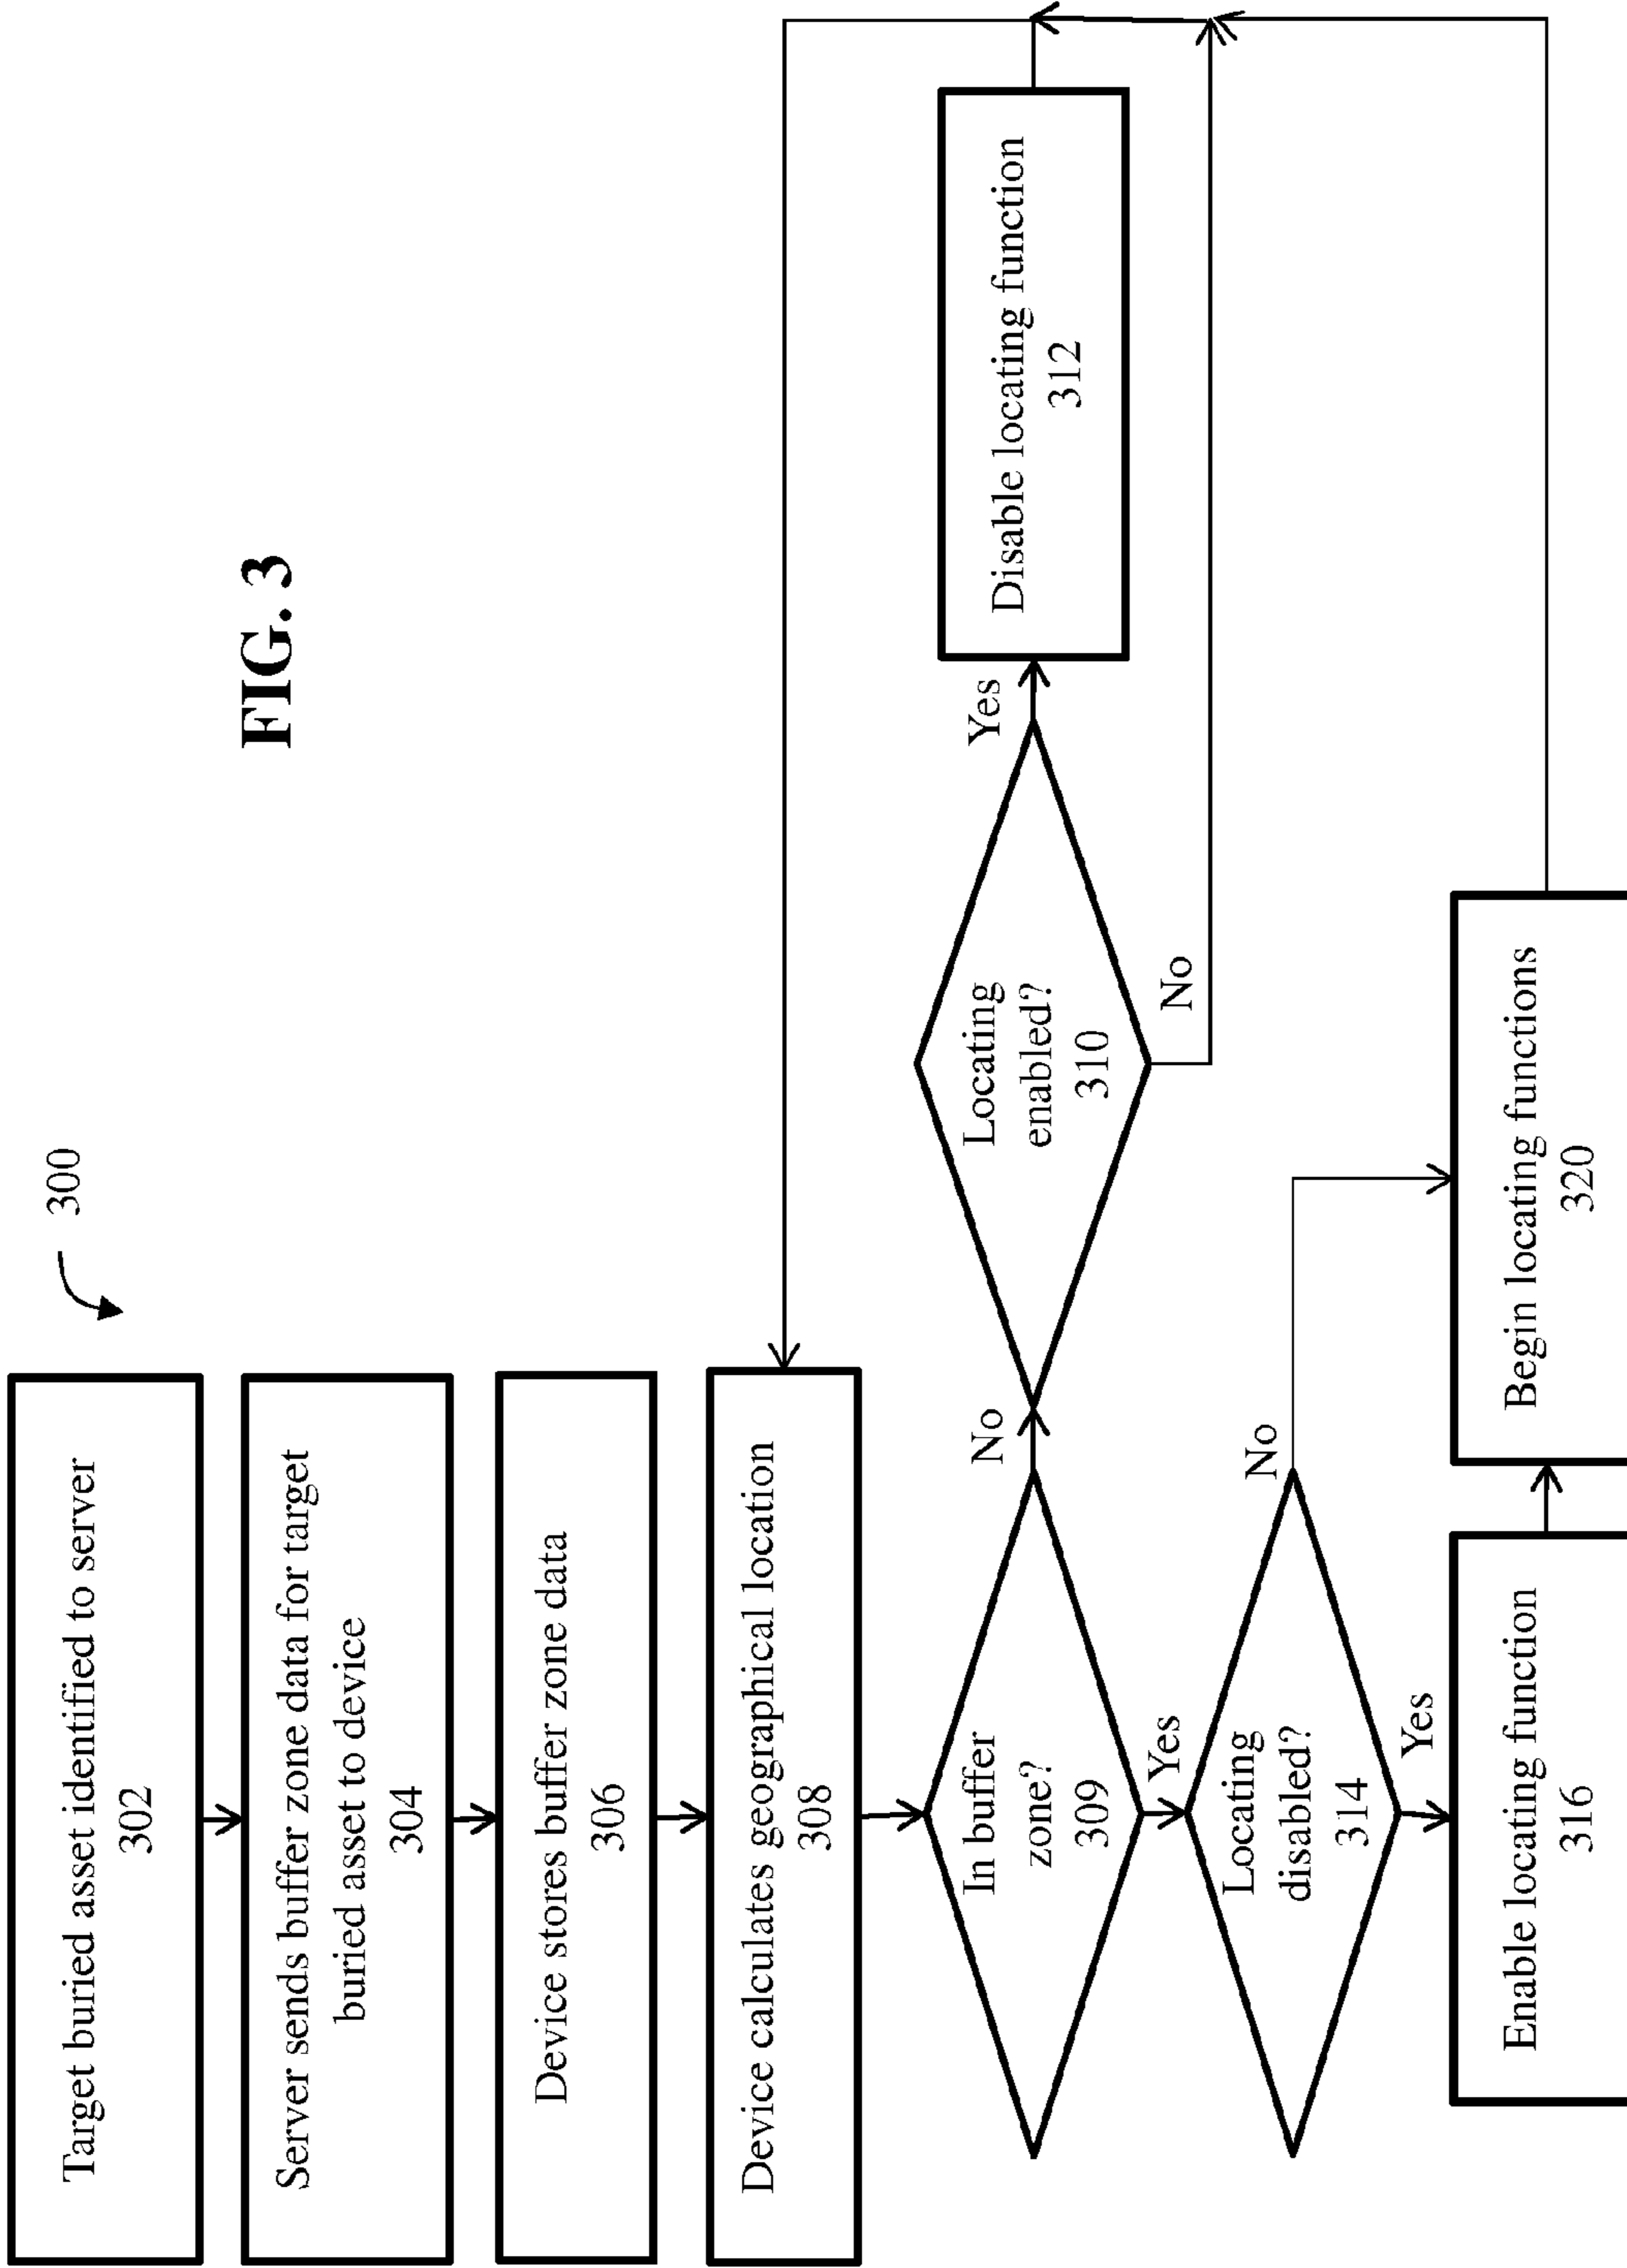 FIG. 3
300
Target buried asset identified to server
302
Server sends buffer zone data for target
buried asset to device
304
Device stores buffer zone data
306
Device calculates geographical location
308
In buffer
zone?
309
No
Yes
Locating
enabled?
310
Yes
No
Disable locating function
312
Locating
disabled?
314
No
Yes
Enable locating function
316
Begin locating functions
320